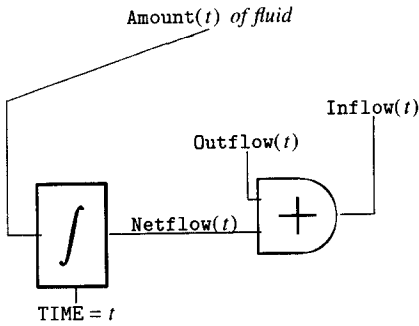 Amount(t) of fluid
Inflow(t)
Outflow(t)
∫
+
Netflow(t)
TIME = t